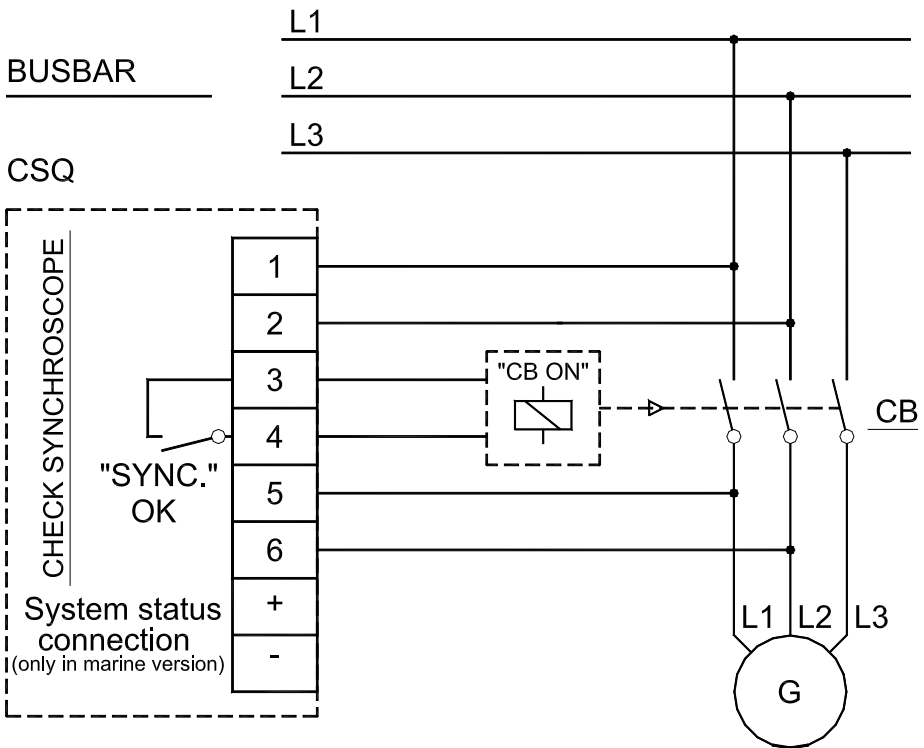 L1
BUSBAR
L2
L3
CSQ
CHECK SYNCHROSCOPE
1
2
3
"CB ON"
4
CB
"SYNC."
OK
5
6
System status
connection
(only in marine version)
+
-
L1
L2
L3
G